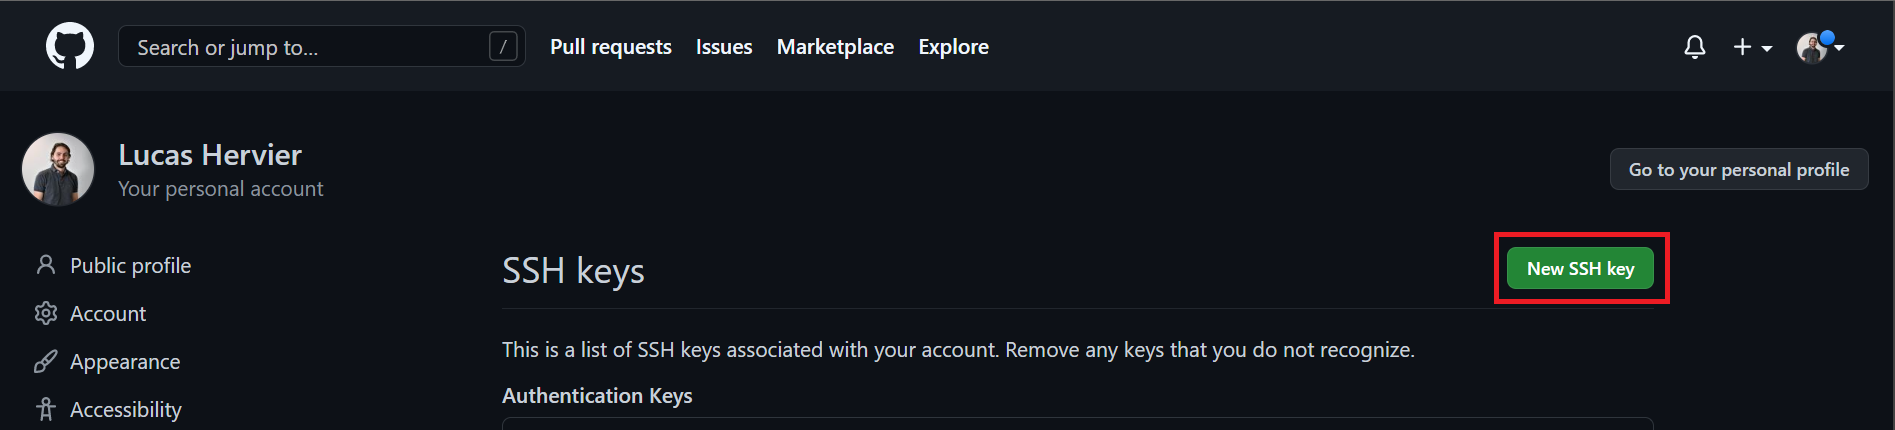 Search or jump to... / Pull requests Issues Marketplace Explore
Lucas Hervier
Your personal account
Go to your personal profile
Public profile
Account
Appearance
Accessibility
SSH keys
New SSH key
This is a list of SSH keys associated with your account. Remove any keys that you do not recognize.
Authentication Keys